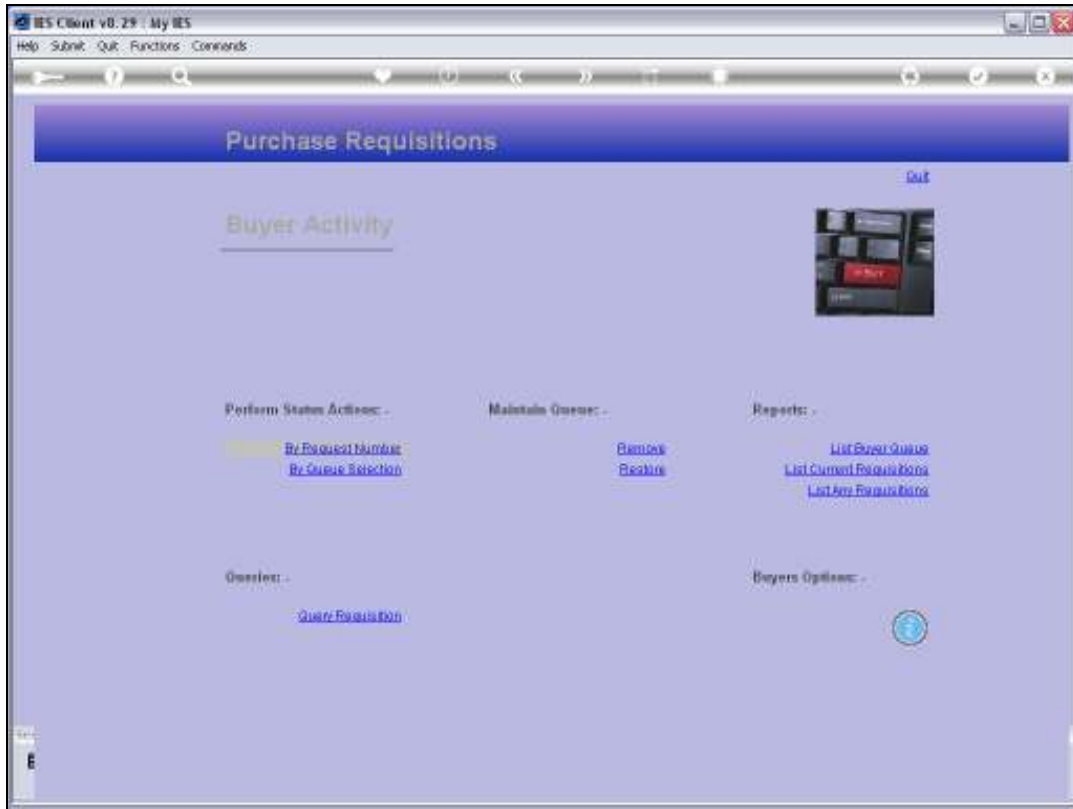 IES Client v8.29 : My IES
Help Submit Quit Functions Commands
Purchase Requisitions
Quit
Buyer Activity
Perform Status Actions: -
Maintain Queue: -
Reports: -
By Request Number
Remove
List Buyer Queue
By Queue Selection
Restore
List Current Requisitions
List Any Requisitions
Queries: -
Buyers Options: -
Query Requisition